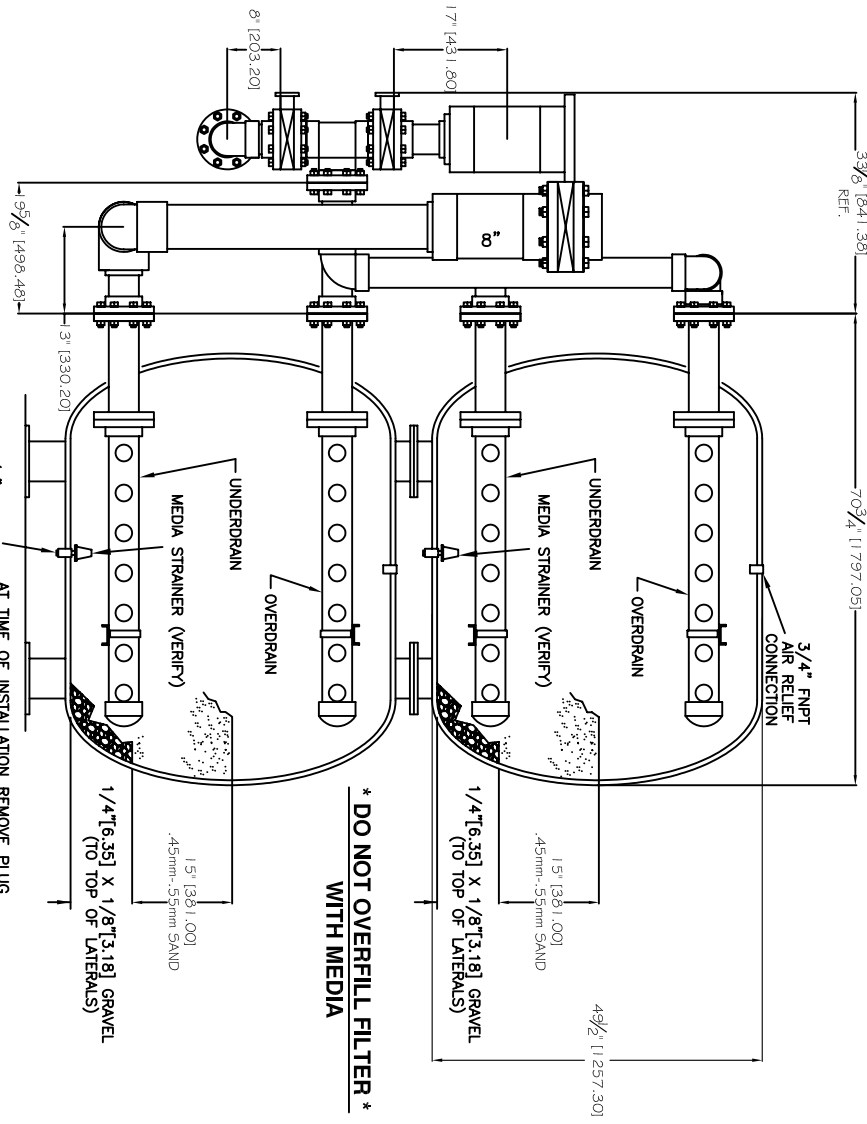 33⅛" [841.38]
REF.
70¾" [1797.05]
17" [431.80]
8" [203.20]
8"
19⅝" [498.48]
13" [330.20]
3/4" FNPT
AIR RELIEF
CONNECTION
OVERDRAIN
UNDERDRAIN
MEDIA STRAINER (VERIFY)
15" [381.00]
.45mm-.55mm SAND
1/4"[6.35] X 1/8"[3.18] GRAVEL
(TO TOP OF LATERALS)
49½" [1257.30]
* DO NOT OVERFILL FILTER *
WITH MEDIA
OVERDRAIN
UNDERDRAIN
MEDIA STRAINER (VERIFY)
15" [381.00]
.45mm-.55mm SAND
1/4"[6.35] X 1/8"[3.18] GRAVEL
(TO TOP OF LATERALS)
AT TIME OF INSTALLATION REMOVE PLUG